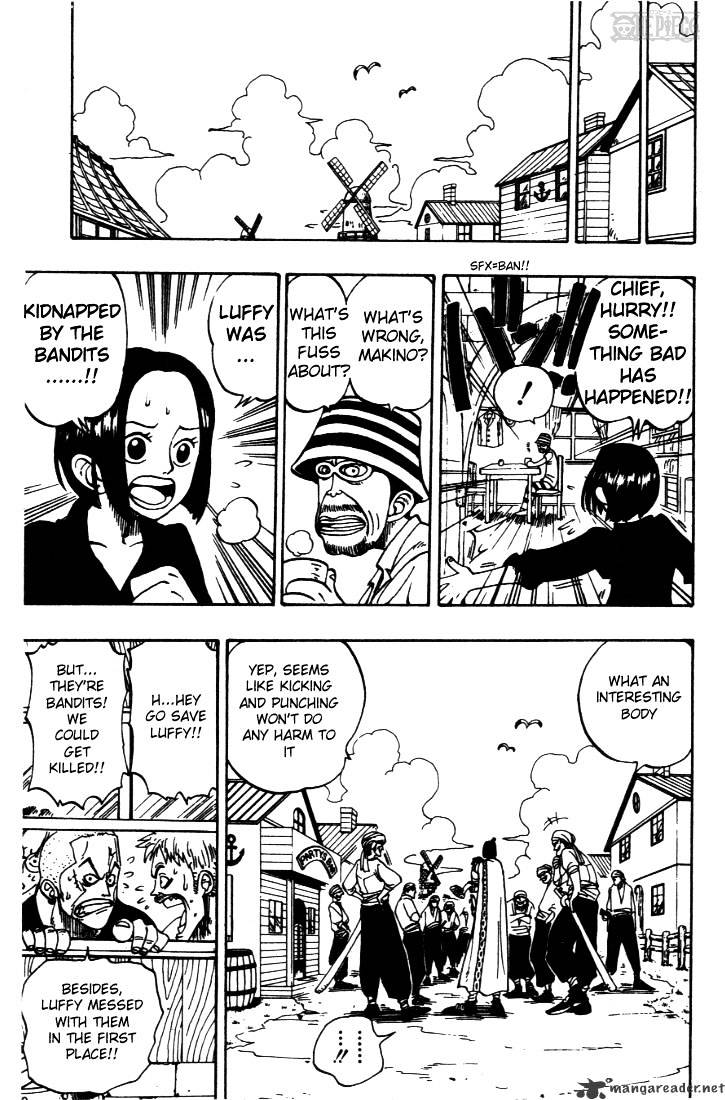 ONE PIECE
SFX=BAN!!
CHIEF,
HURRY!!
SOME-
THING BAD
HAS
HAPPENED!!
!
WHAT'S
WRONG,
MAKINO?
WHAT'S
THIS
FUSS
ABOUT?
LUFFY
WAS
...
KIDNAPPED
BY THE
BANDITS
......!!
WHAT AN
INTERESTING
BODY
YEP, SEEMS
LIKE KICKING
AND PUNCHING
WON'T DO
ANY HARM TO
IT
PARTYS
......!!
H...HEY
GO SAVE
LUFFY!!
BUT...
THEY'RE
BANDITS!
WE
COULD
GET
KILLED!!
BESIDES,
LUFFY MESSED
WITH THEM
IN THE FIRST
PLACE!!
mangareader.net